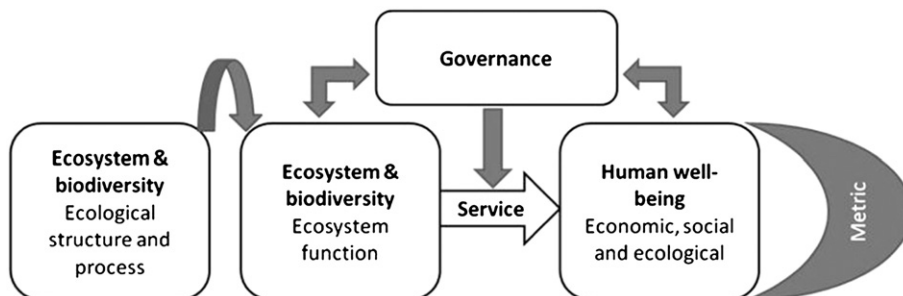 Governance
Ecosystem &
biodiversity
Ecological
structure and
process
Ecosystem &
biodiversity
Ecosystem
function
Service
Human well-
being
Economic, social
and ecological
Metric